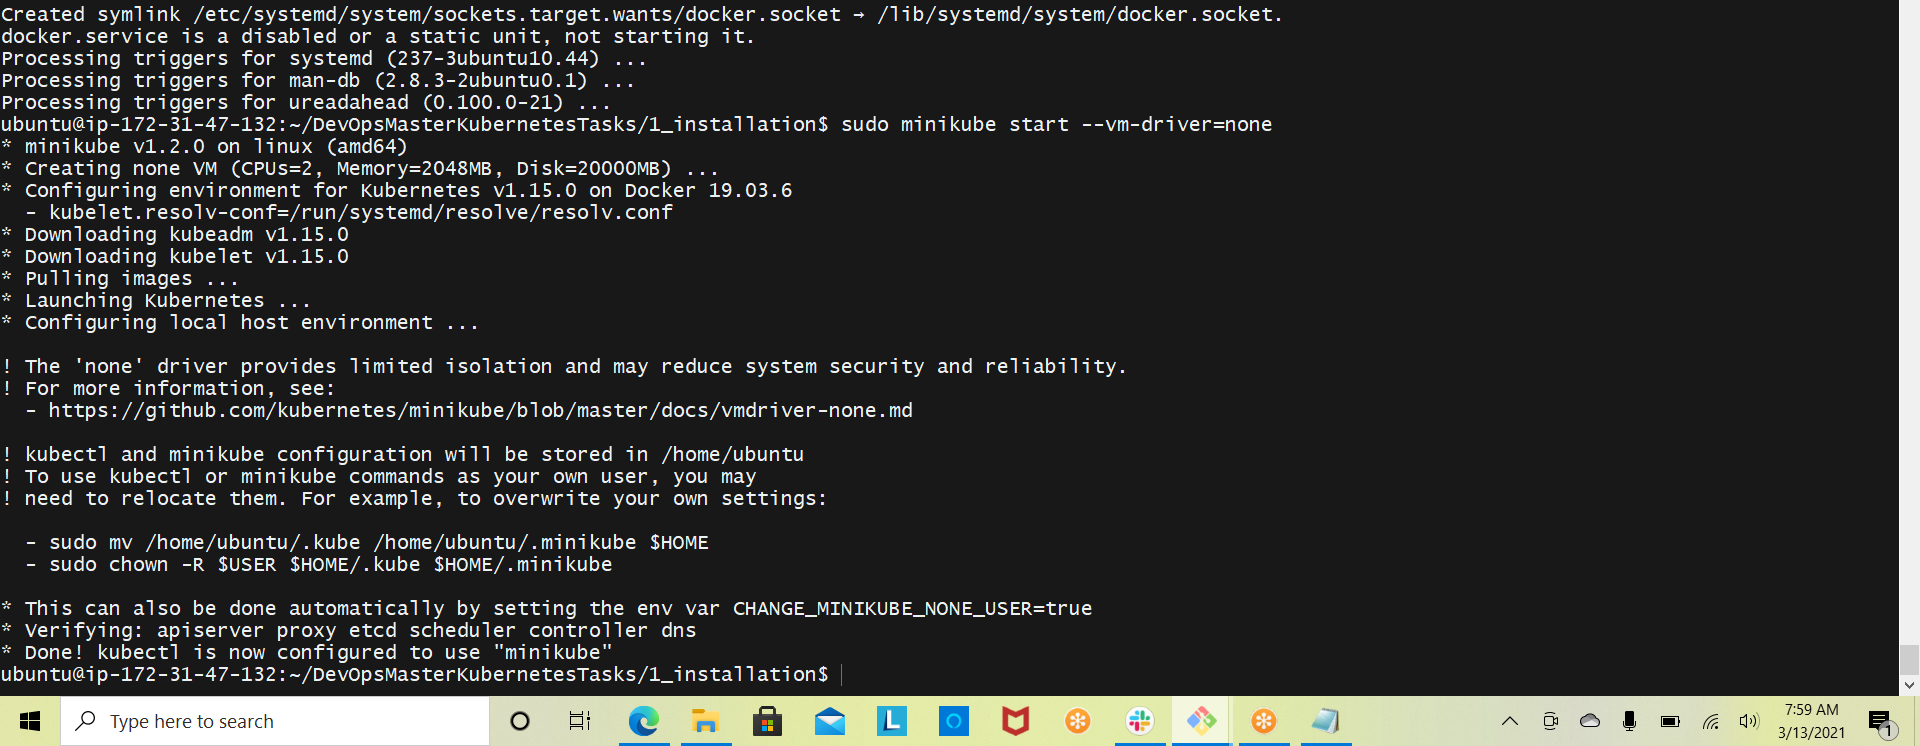 Created symlink /etc/systemd/system/sockets.target.wants/docker.socket → /lib/systemd/system/docker.socket.
docker.service is a disabled or a static unit, not starting it.
Processing triggers for systemd (237-3ubuntu10.44) ...
Processing triggers for man-db (2.8.3-2ubuntu0.1) ...
Processing triggers for ureadahead (0.100.0-21) ...
ubuntu@ip-172-31-47-132:~/DevOpsMasterKubernetesTasks/1_installation$ sudo minikube start --vm-driver=none
* minikube v1.2.0 on linux (amd64)
* Creating none VM (CPUs=2, Memory=2048MB, Disk=20000MB) ...
* Configuring environment for Kubernetes v1.15.0 on Docker 19.03.6
  - kubelet.resolv-conf=/run/systemd/resolve/resolv.conf
* Downloading kubeadm v1.15.0
* Downloading kubelet v1.15.0
* Pulling images ...
* Launching Kubernetes ...
* Configuring local host environment ...
! The 'none' driver provides limited isolation and may reduce system security and reliability.
! For more information, see:
  - https://github.com/kubernetes/minikube/blob/master/docs/vmdriver-none.md
! kubectl and minikube configuration will be stored in /home/ubuntu
! To use kubectl or minikube commands as your own user, you may
! need to relocate them. For example, to overwrite your own settings:
  - sudo mv /home/ubuntu/.kube /home/ubuntu/.minikube $HOME
  - sudo chown -R $USER $HOME/.kube $HOME/.minikube
* This can also be done automatically by setting the env var CHANGE_MINIKUBE_NONE_USER=true
* Verifying: apiserver proxy etcd scheduler controller dns
* Done! kubectl is now configured to use "minikube"
ubuntu@ip-172-31-47-132:~/DevOpsMasterKubernetesTasks/1_installation$
Type here to search
L
7:59 AM
3/13/2021
1